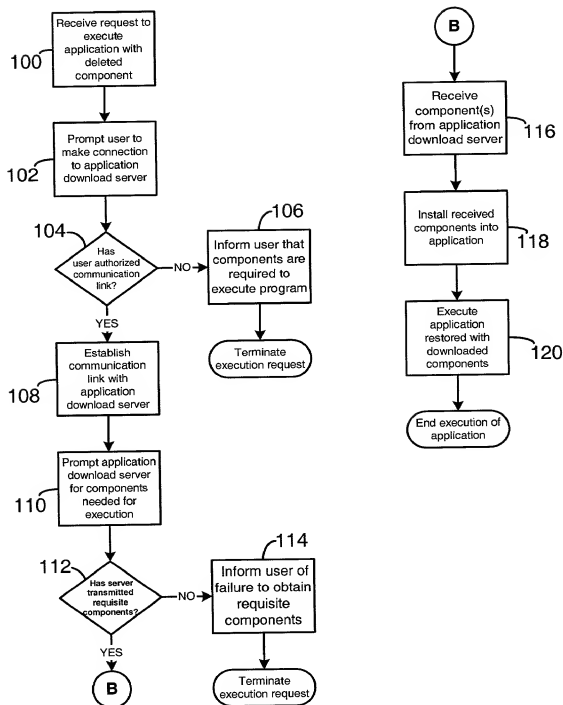 Receive request to
execute
application with
deleted
component
100
Prompt user to
make connection
to application
download server
102
104
Has
user authorized
communication
link?
NO
106
Inform user that
components are
required to
execute program
Terminate
execution request
YES
Establish
communication
link with
application
download server
108
Prompt application
download server
for components
needed for
execution
110
112
Has server
transmitted
requisite
components?
NO
114
Inform user of
failure to obtain
requisite
components
Terminate
execution request
YES
B
B
Receive
component(s)
from application
download server
116
Install received
components into
application
118
Execute
application
restored with
downloaded
components
120
End execution of
application